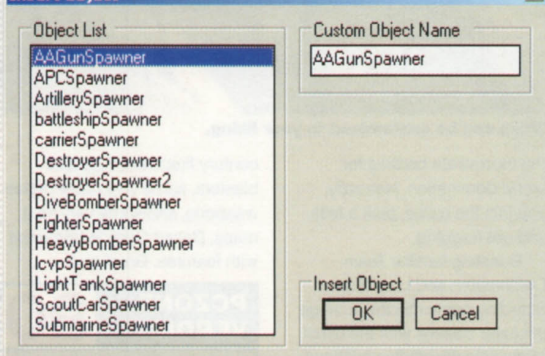 Object List
AAGunSpawner
APCSpawner
ArtillerySpawner
battleshipSpawner
carrierSpawner
DestroyerSpawner
DestroyerSpawner2
DiveBomberSpawner
FighterSpawner
HeavyBomberSpawner
lcvpSpawner
LightTankSpawner
ScoutCarSpawner
SubmarineSpawner
Custom Object Name
AAGunSpawner
Insert Object
OK
Cancel